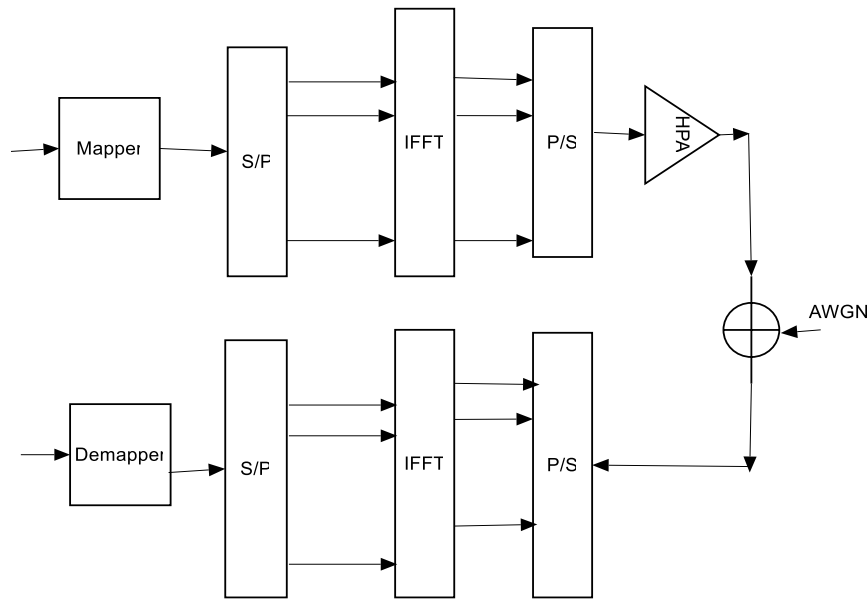 Mapper
S/P
IFFT
P/S
HPA
AWGN
Demapper
S/P
IFFT
P/S